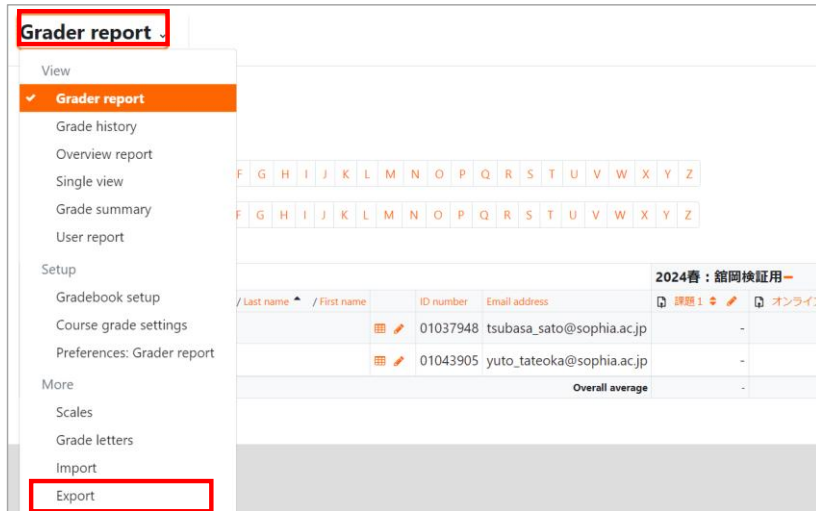 Grader report
View
Grader report
Grade history
Overview report
Single view
Grade summary
User report
Setup
Gradebook setup
Course grade settings
Preferences: Grader report
More
Scales
Grade letters
Import
Export
F G H I J K L M N O P Q R S T U V W X Y Z
F G H I J K L M N O P Q R S T U V W X Y Z
2024春：舘岡検証用
/ Last name / First name ID number Email address 課題1 オンライン
01037948 tsubasa_sato@sophia.ac.jp -
01043905 yuto_tateoka@sophia.ac.jp -
Overall average -